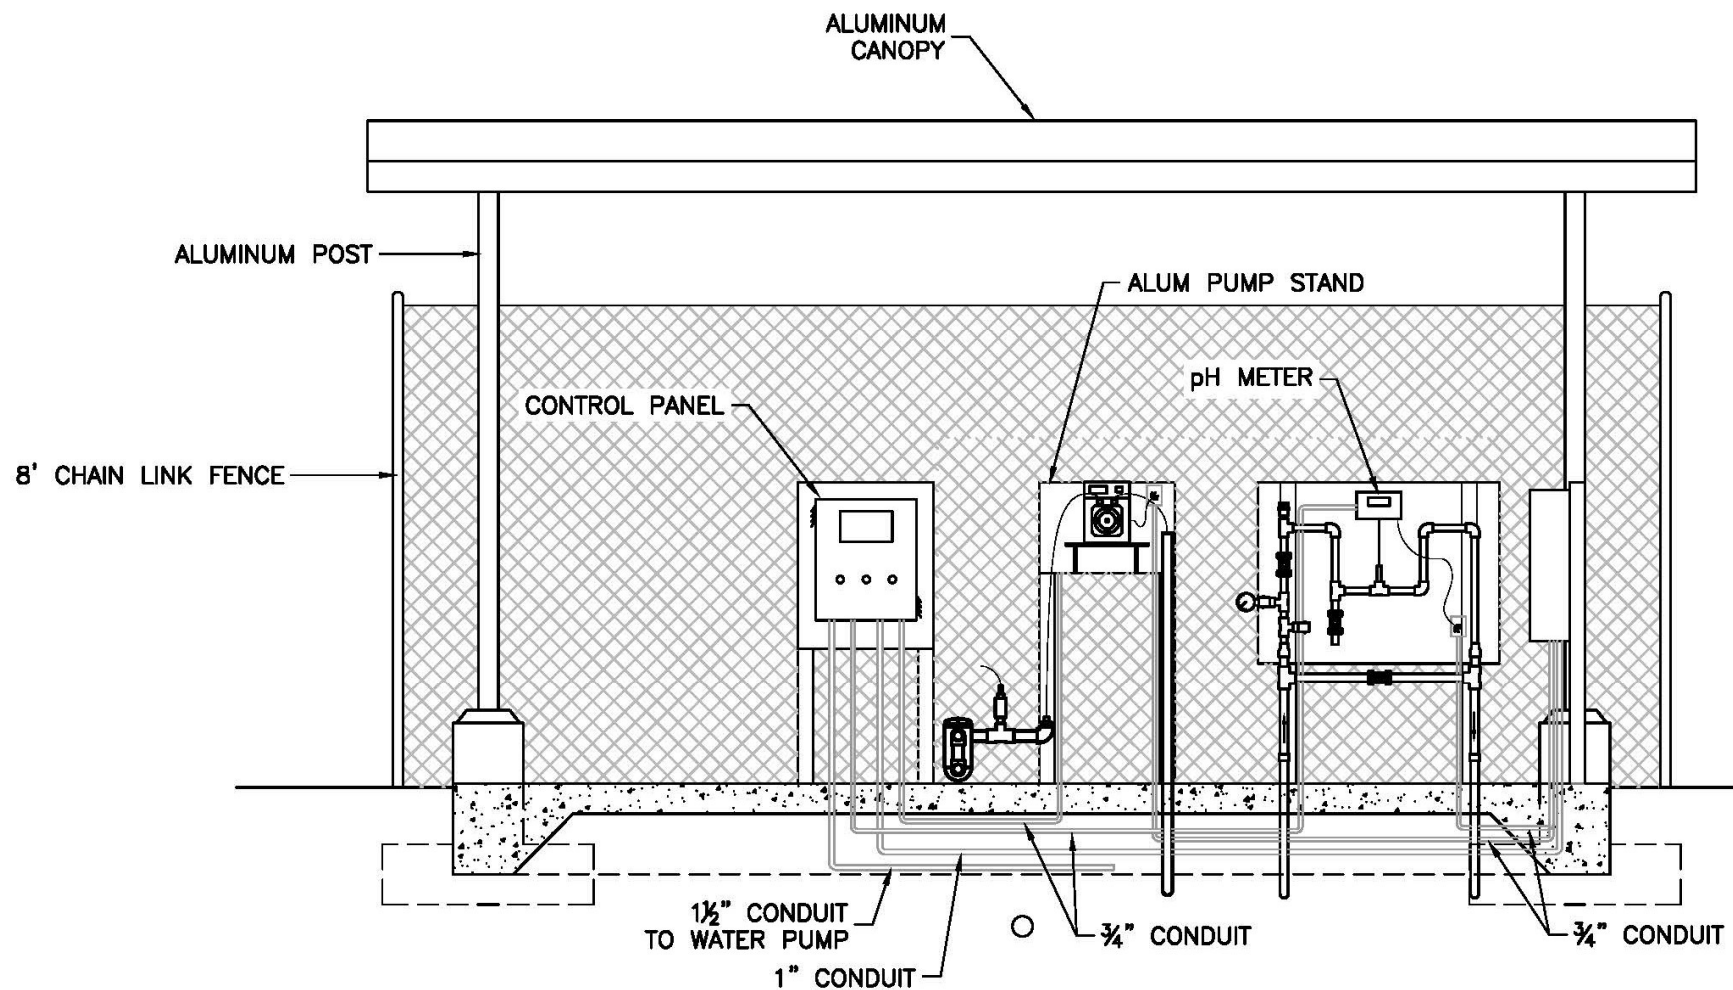 ALUMINUM
CANOPY
ALUMINUM POST
ALUM PUMP STAND
pH METER
CONTROL PANEL
8' CHAIN LINK FENCE
1½" CONDUIT
TO WATER PUMP
¾" CONDUIT
¾" CONDUIT
1" CONDUIT